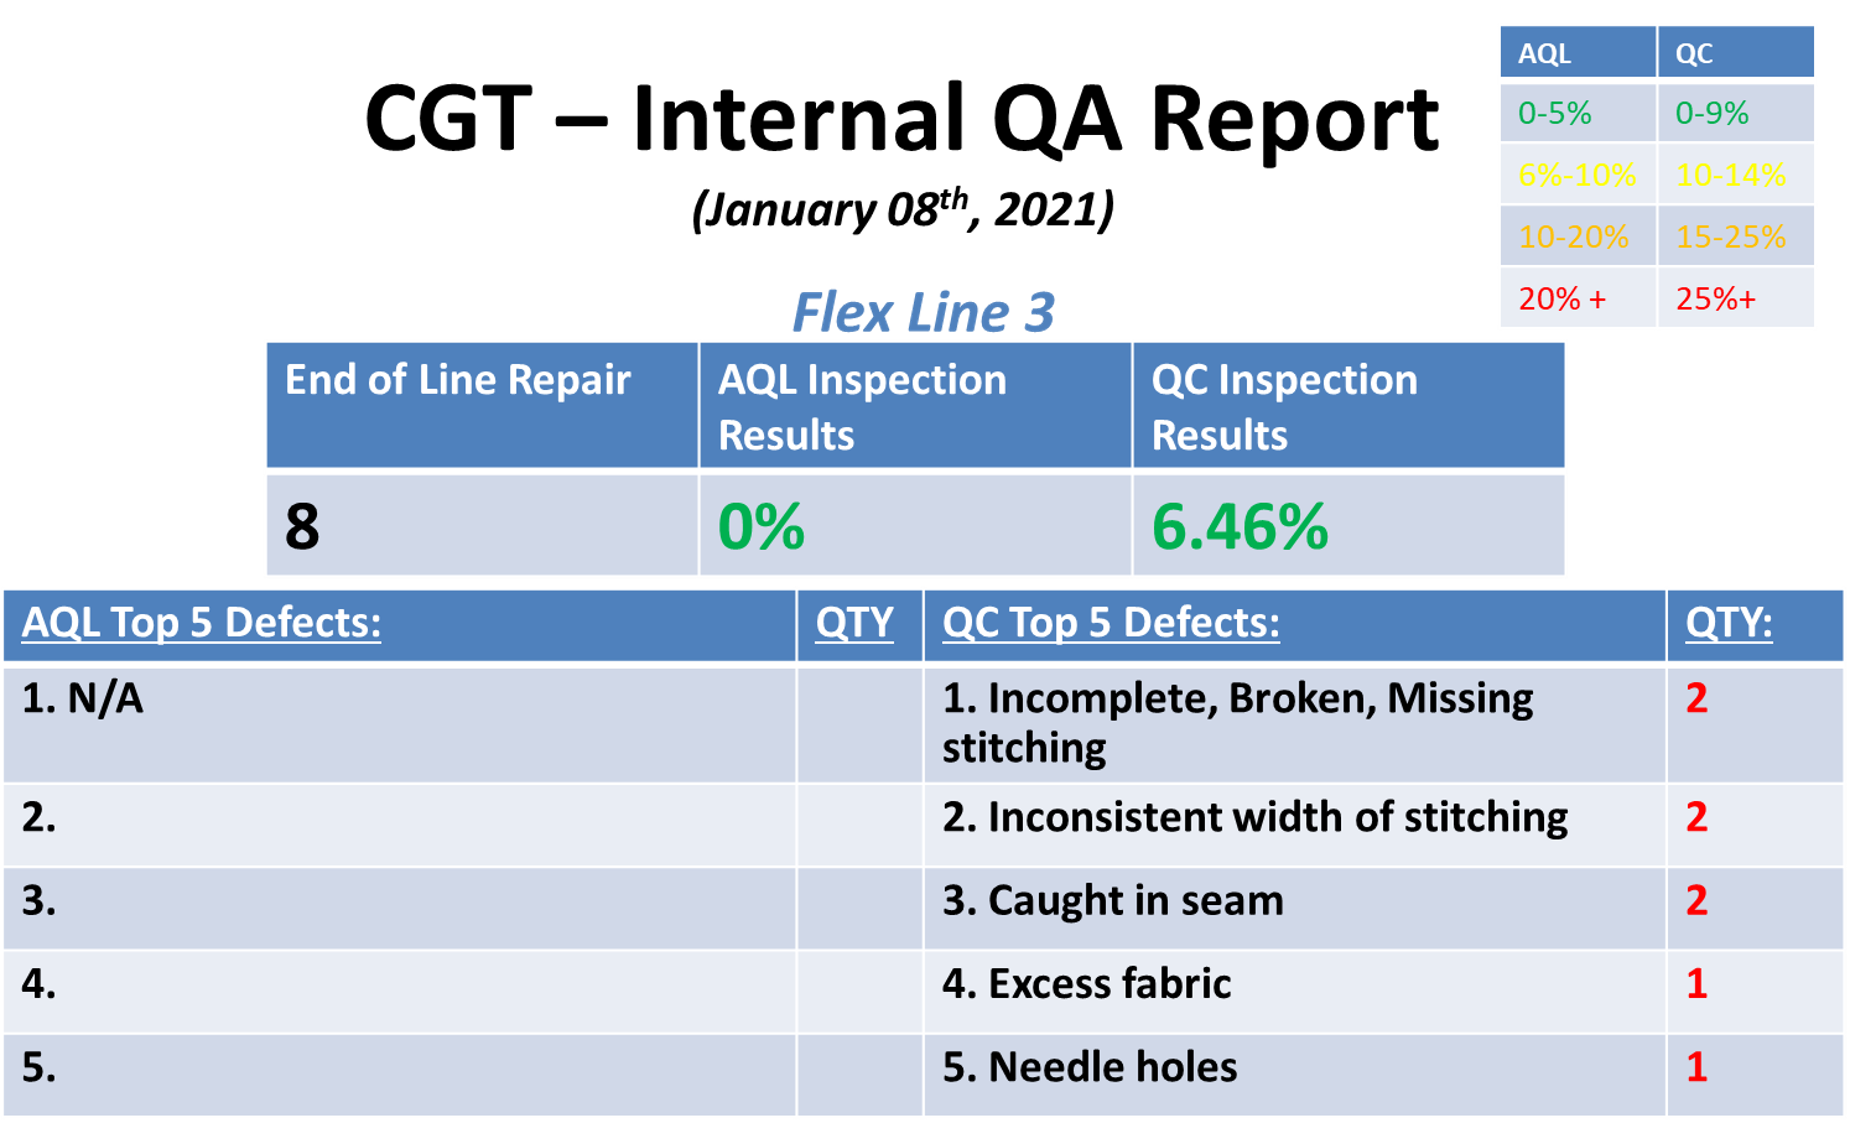 CGT – Internal QA Report
(January 08th, 2021)
AQL QC
0-5% 0-9%
6%-10% 10-14%
10-20% 15-25%
20% + 25%+
Flex Line 3
End of Line Repair AQL Inspection Results QC Inspection Results
8 0% 6.46%
AQL Top 5 Defects: QTY QC Top 5 Defects: QTY:
1. N/A 1. Incomplete, Broken, Missing stitching 2
2. 2. Inconsistent width of stitching 2
3. 3. Caught in seam 2
4. 4. Excess fabric 1
5. 5. Needle holes 1